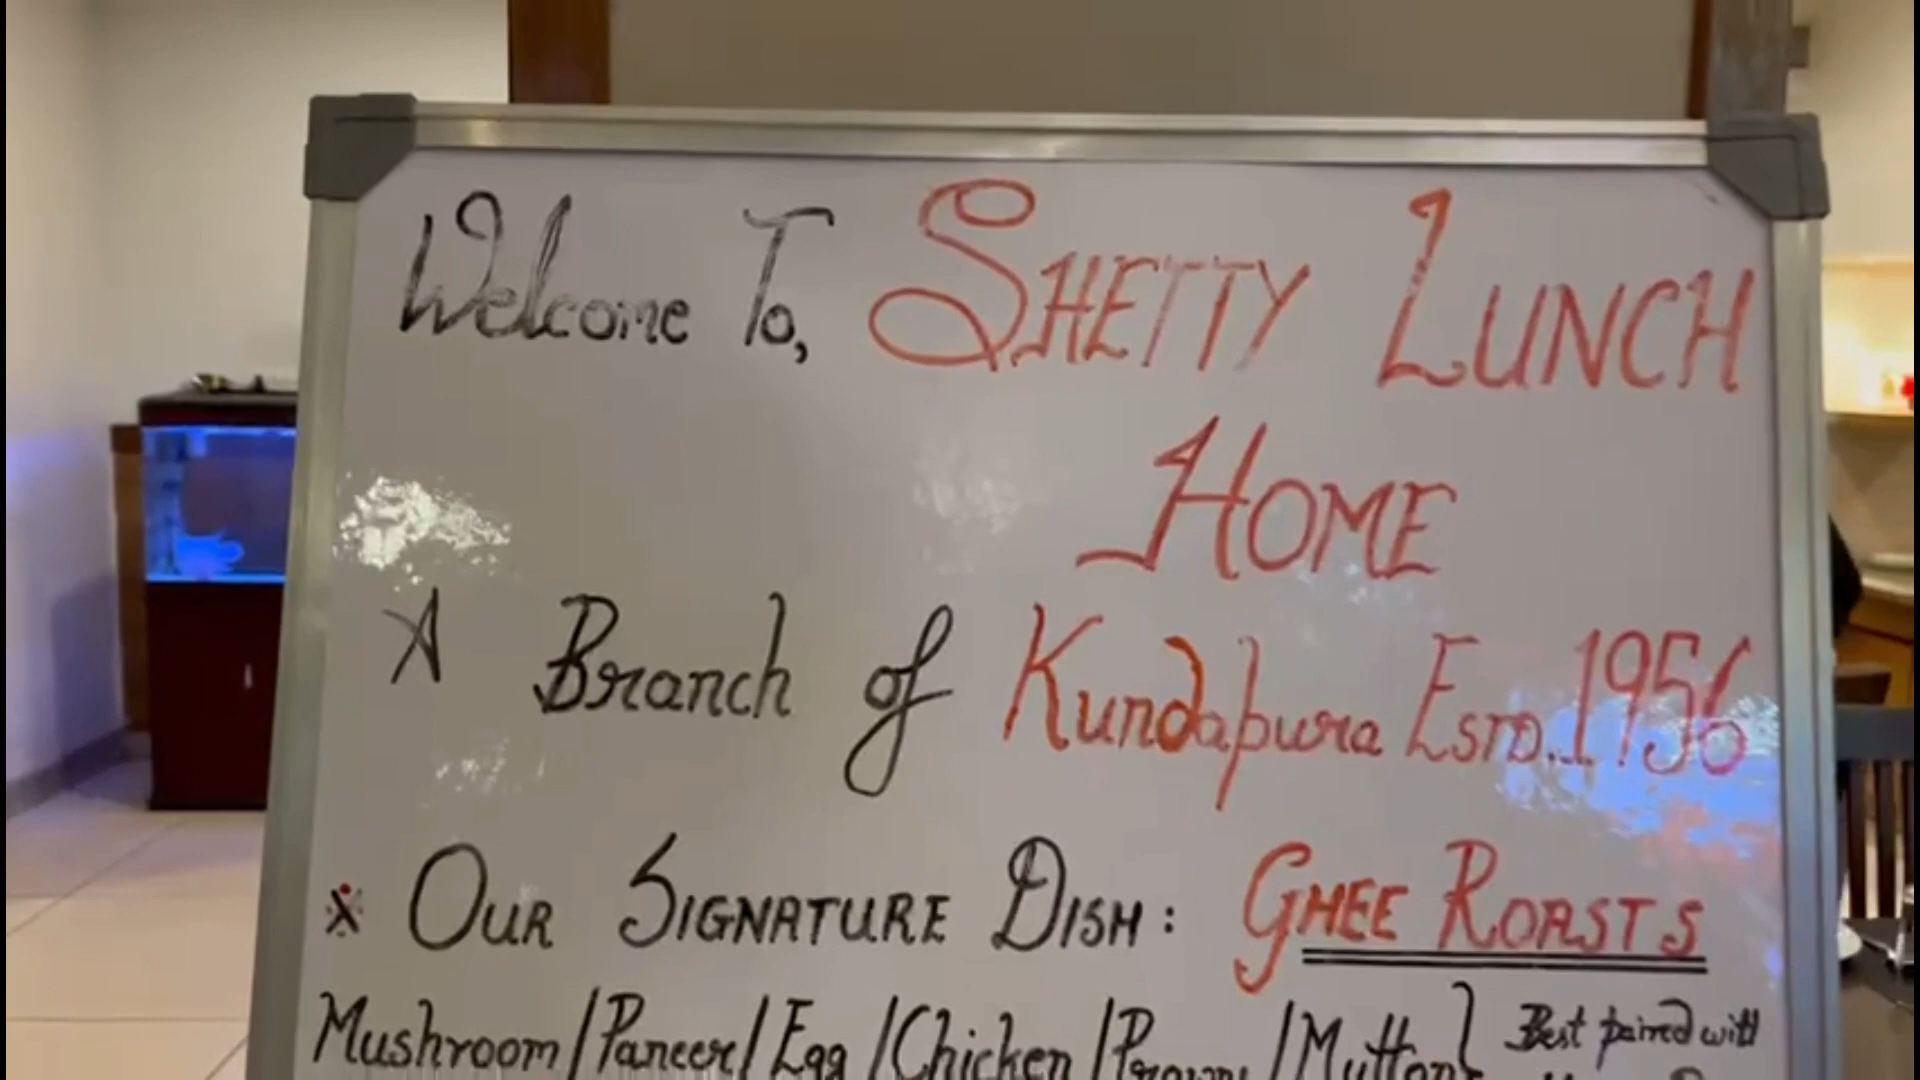 Welcome To, SHETTY LUNCH
HOME
A Branch of Kundapura ESTD.1956
※ OUR SIGNATURE DISH: GHEE ROASTS
Mushroom/Paneer/Egg/Chicken/Prawns/Mutton} Best paired with